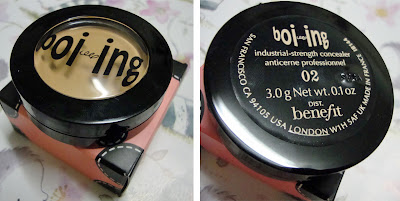 boi-ing
boi-ing
industrial-strength concealer
anticerne professionnel
02
3.0 g Net wt. 0.1 oz
DIST.
benefit
SAN FRANCISCO CA 94105 USA LONDON W1H 5AF UK MADE IN FRANCE